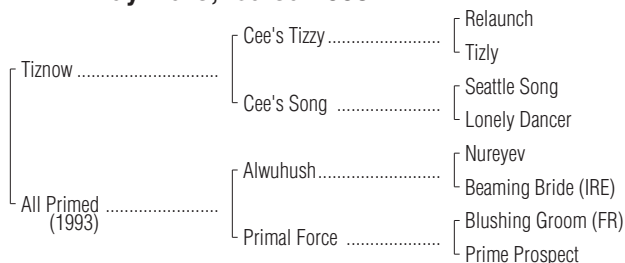 Relaunch
Cee's Tizzy
Tizly
Tiznow
Seattle Song
Cee's Song
Lonely Dancer
Nureyev
Alwuhush
Beaming Bride (IRE)
All Primed
(1993)
Blushing Groom (FR)
Primal Force
Prime Prospect